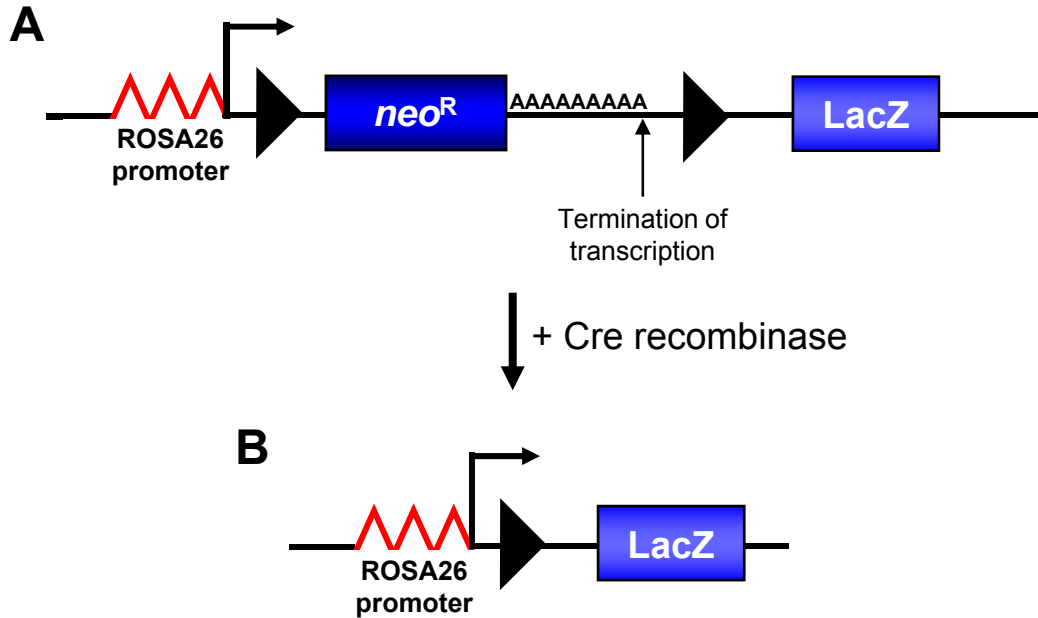 A
ROSA26
promoter
neoR
AAAAAAAAA
LacZ
Termination of
transcription
+ Cre recombinase
B
ROSA26
promoter
LacZ